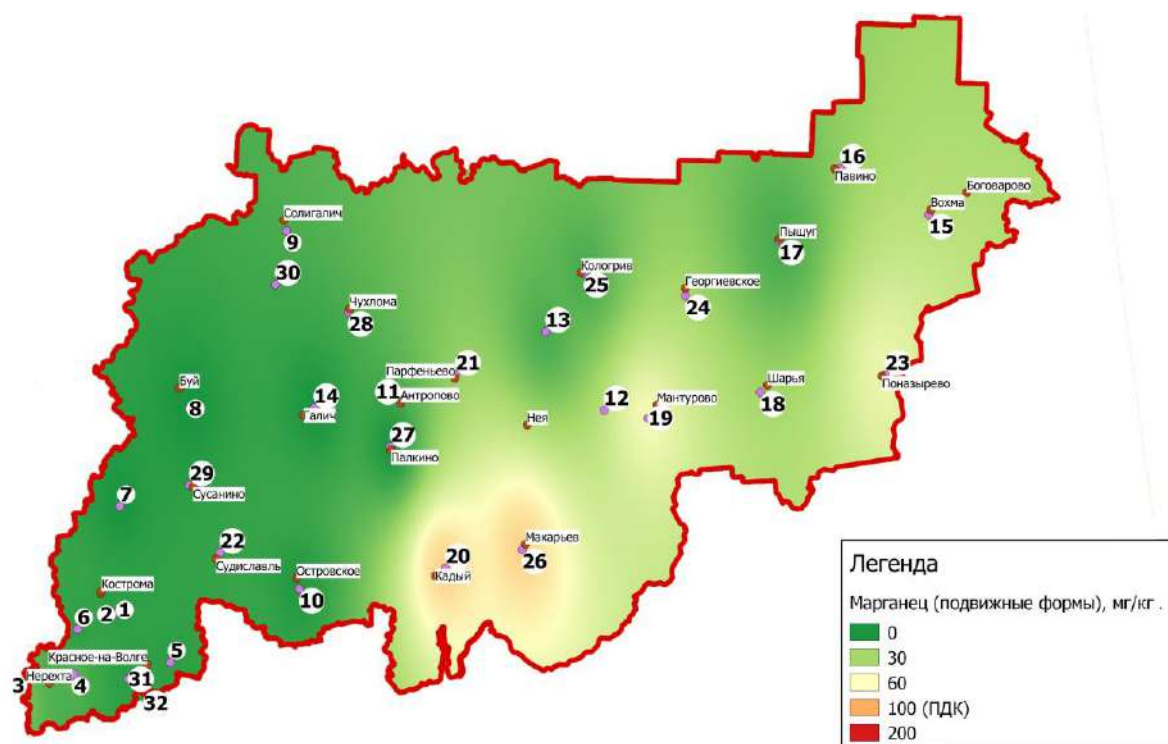 16
Павино
Боговарово
Вохма
15
Солигалич
9
Пыщуг
17
30
Кологрив
25
Георгиевское
24
Чухлома
28
13
21
Парфеньево
23
Поназырево
Буй
8
14
Галич
11
Антропово
12
Мантурово
19
Шарья
18
Нея
27
Палкино
29
Сусанино
7
22
Судиславль
Макарьев
26
20
Кадый
Островское
10
Кострома
6
2
1
Красное-на-Волге
5
3
Нерехта
4
31
32
Легенда
Марганец (подвижные формы), мг/кг .
0
30
60
100 (ПДК)
200